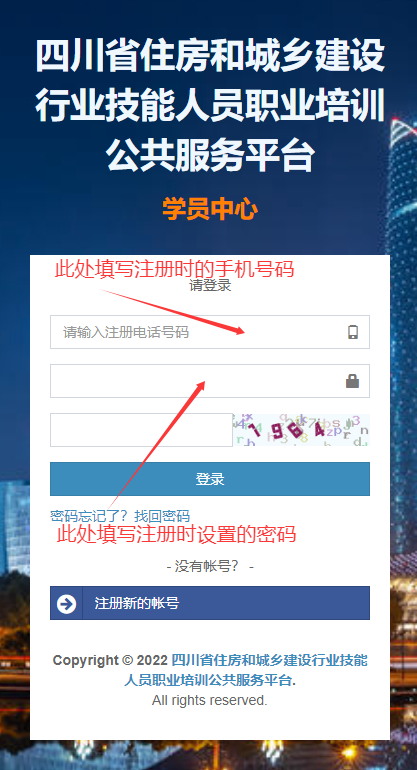 四川省住房和城乡建设
行业技能人员职业培训
公共服务平台
学员中心
此处填写注册时的手机号码
请登录
请输入注册电话号码
1964
登录
密码忘记了？找回密码
此处填写注册时设置的密码
- 没有帐号？ -
注册新的帐号
Copyright © 2022 四川省住房和城乡建设行业技能
人员职业培训公共服务平台.
All rights reserved.